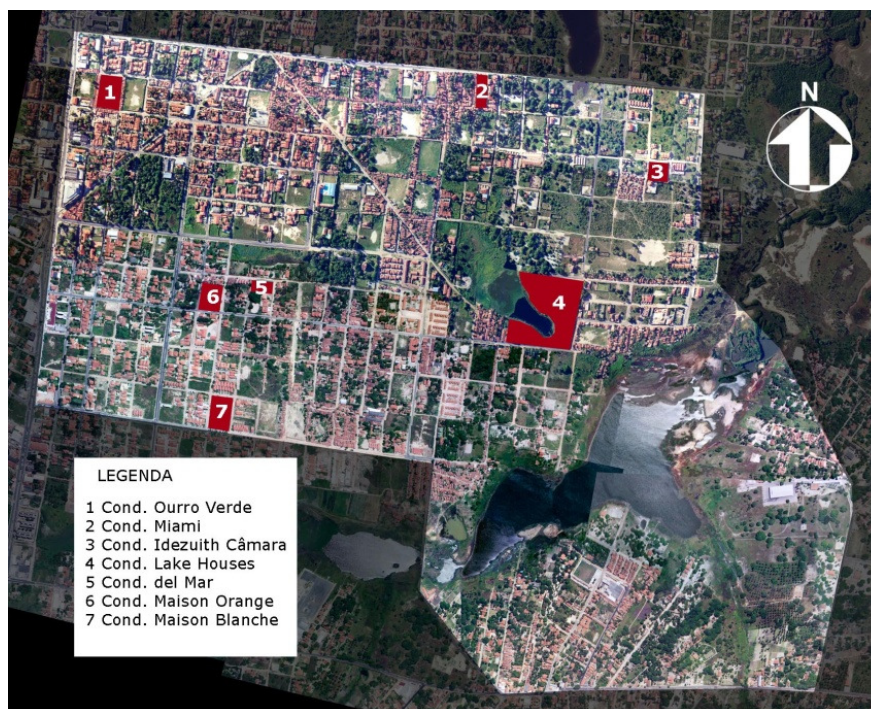 1
2
N
3
4
5
6
7
LEGENDA
1 Cond. Ourro Verde
2 Cond. Miami
3 Cond. Idezuith Câmara
4 Cond. Lake Houses
5 Cond. del Mar
6 Cond. Maison Orange
7 Cond. Maison Blanche